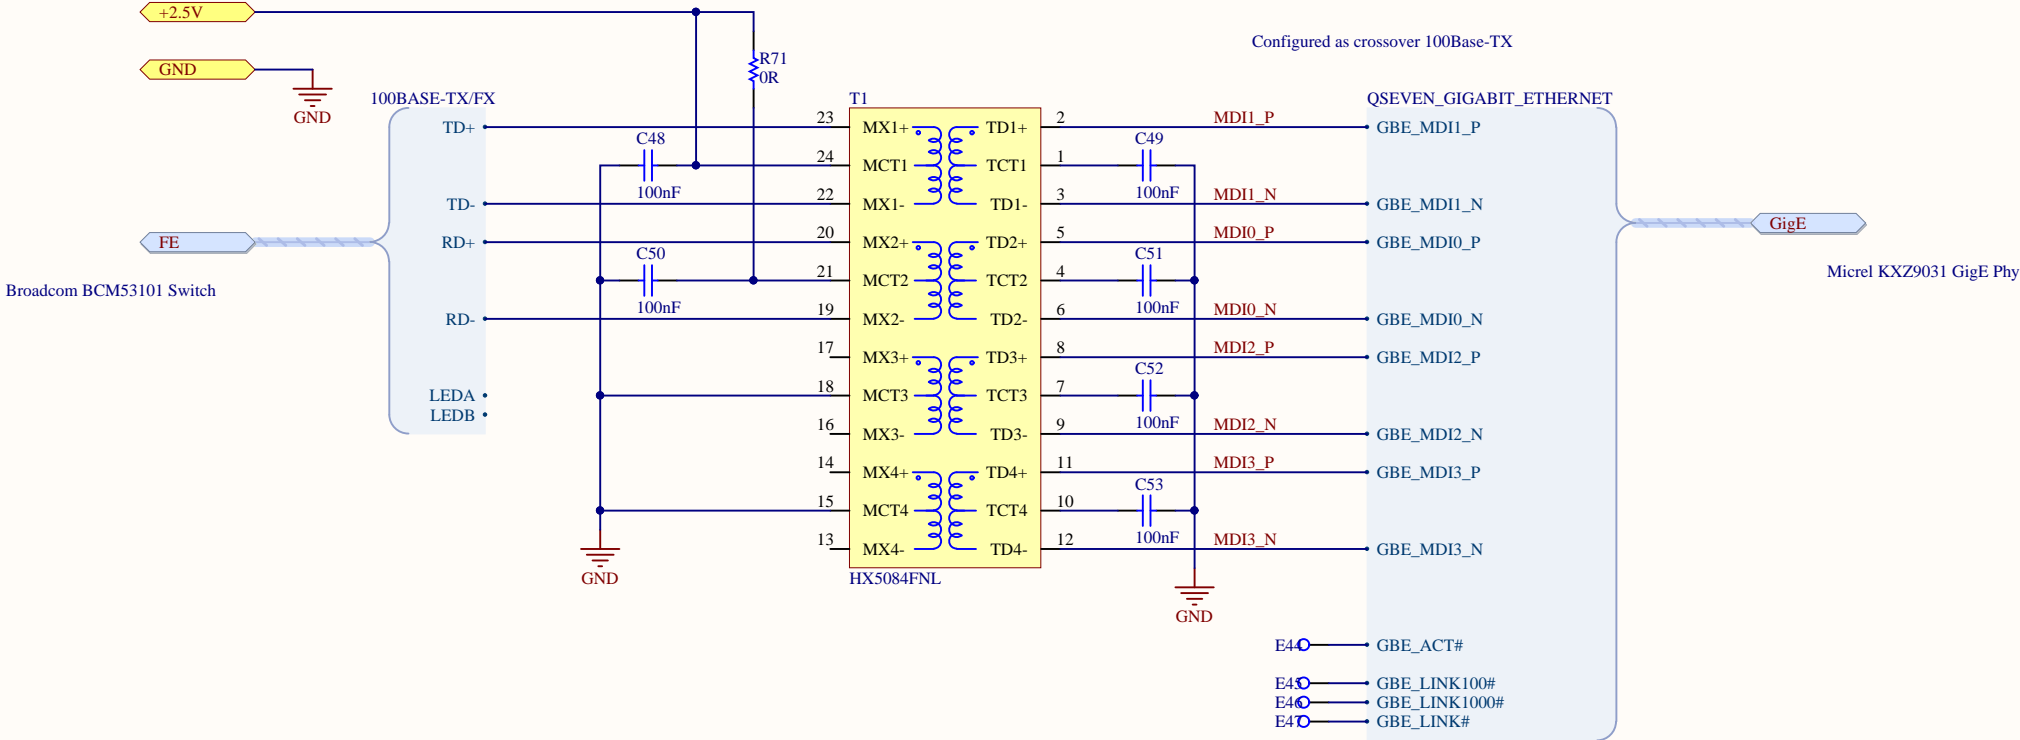 +2.5V
GND
GND
Configured as crossover 100Base-TX
R71
0R
100BASE-TX/FX
TD+
TD-
RD+
RD-
LEDA
LEDB
FE
Broadcom BCM53101 Switch
C48
100nF
C50
100nF
GND
T1
23 MX1+ TD1+ 2
24 MCT1 TCT1 1
22 MX1- TD1- 3
20 MX2+ TD2+ 5
21 MCT2 TCT2 4
19 MX2- TD2- 6
17 MX3+ TD3+ 8
18 MCT3 TCT3 7
16 MX3- TD3- 9
14 MX4+ TD4+ 11
15 MCT4 TCT4 10
13 MX4- TD4- 12
HX5084FNL
C49
100nF
C51
100nF
C52
100nF
C53
100nF
GND
MDI1_P
MDI1_N
MDI0_P
MDI0_N
MDI2_P
MDI2_N
MDI3_P
MDI3_N
QSEVEN_GIGABIT_ETHERNET
GBE_MDI1_P
GBE_MDI1_N
GBE_MDI0_P
GBE_MDI0_N
GBE_MDI2_P
GBE_MDI2_N
GBE_MDI3_P
GBE_MDI3_N
E44 GBE_ACT#
E45 GBE_LINK100#
E46 GBE_LINK1000#
E47 GBE_LINK#
GigE
Micrel KXZ9031 GigE Phy